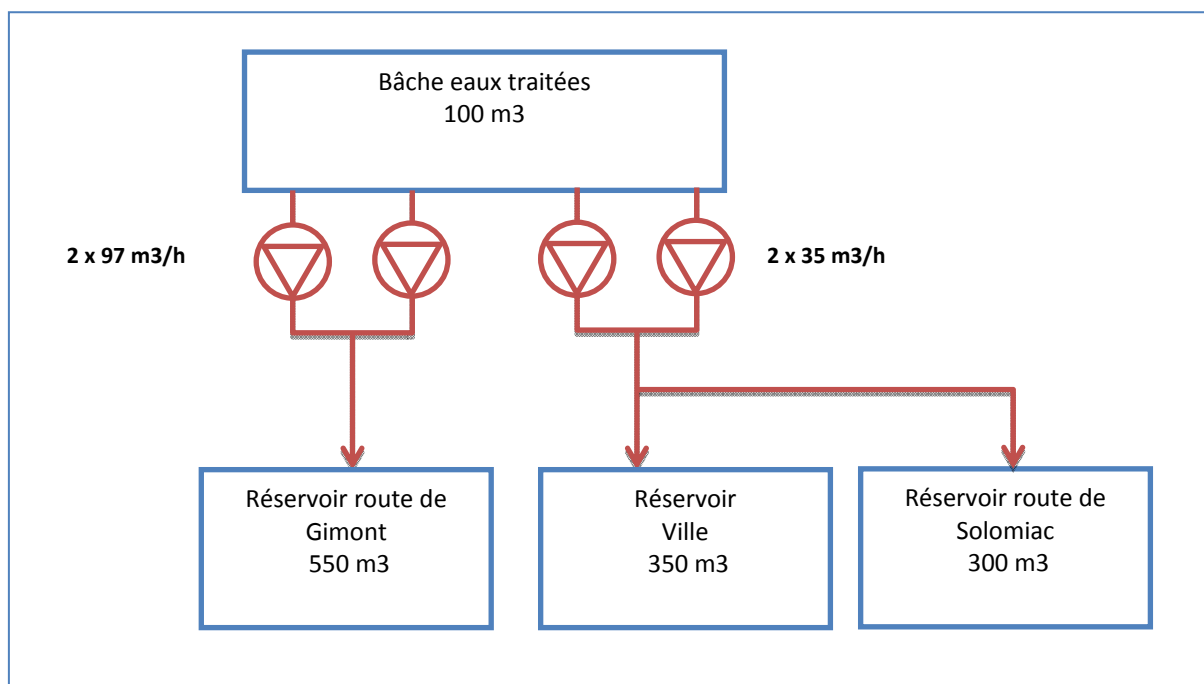 Bâche eaux traitées
100 m3
2 x 97 m3/h
2 x 35 m3/h
Réservoir route de
Gimont
550 m3
Réservoir
Ville
350 m3
Réservoir route de
Solomiac
300 m3